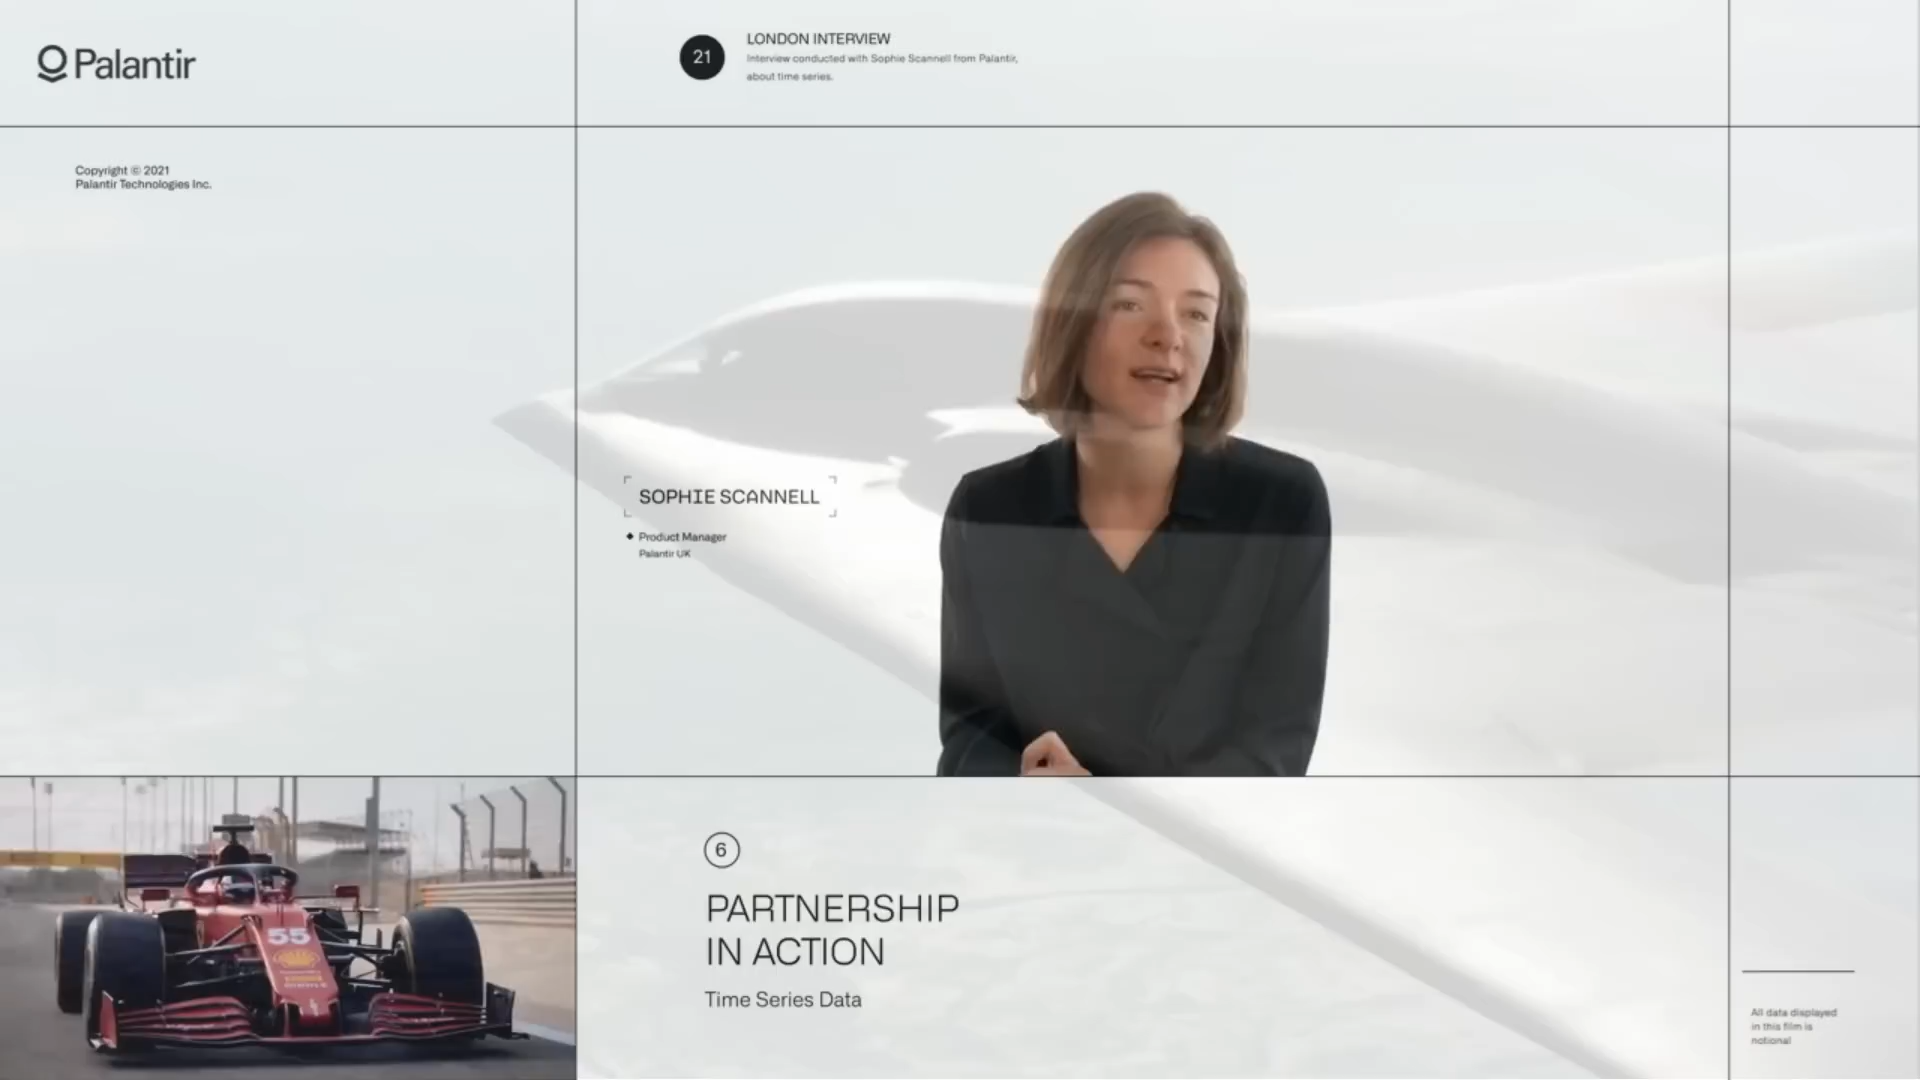 Palantir
21
LONDON INTERVIEW
Interview conducted with Sophie Scannell from Palantir,
about time series.
Copyright © 2021
Palantir Technologies Inc.
SOPHIE SCANNELL
Product Manager
Palantir UK
55
6
PARTNERSHIP
IN ACTION
Time Series Data
All data displayed
in this film is
notional